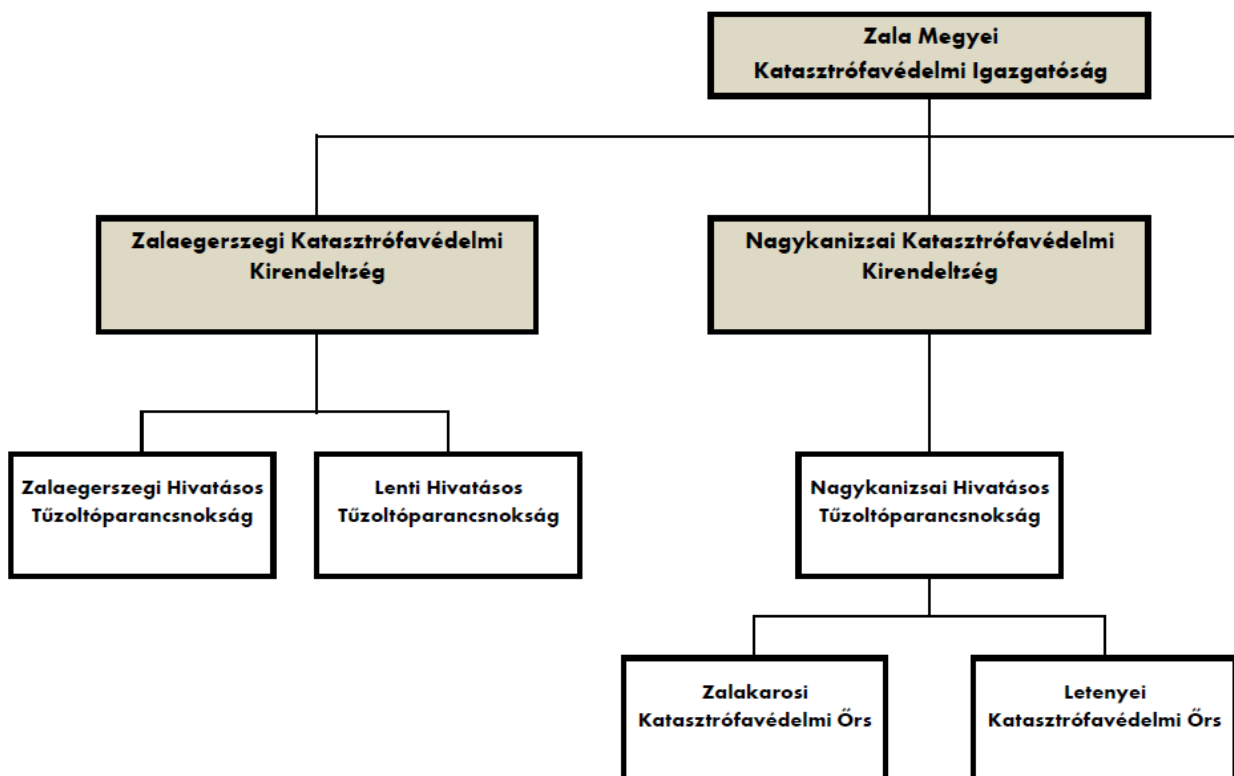 Zala Megyei
Katasztrófavédelmi Igazgatóság
Zalaegerszegi Katasztrófavédelmi
Kirendeltség
Nagykanizsai Katasztrófavédelmi
Kirendeltség
Zalaegerszegi Hivatásos
Tűzoltóparancsnokság
Lenti Hivatásos
Tűzoltóparancsnokság
Nagykanizsai Hivatásos
Tűzoltóparancsnokság
Zalakarosi
Katasztrófavédelmi Őrs
Letenyei
Katasztrófavédelmi Őrs